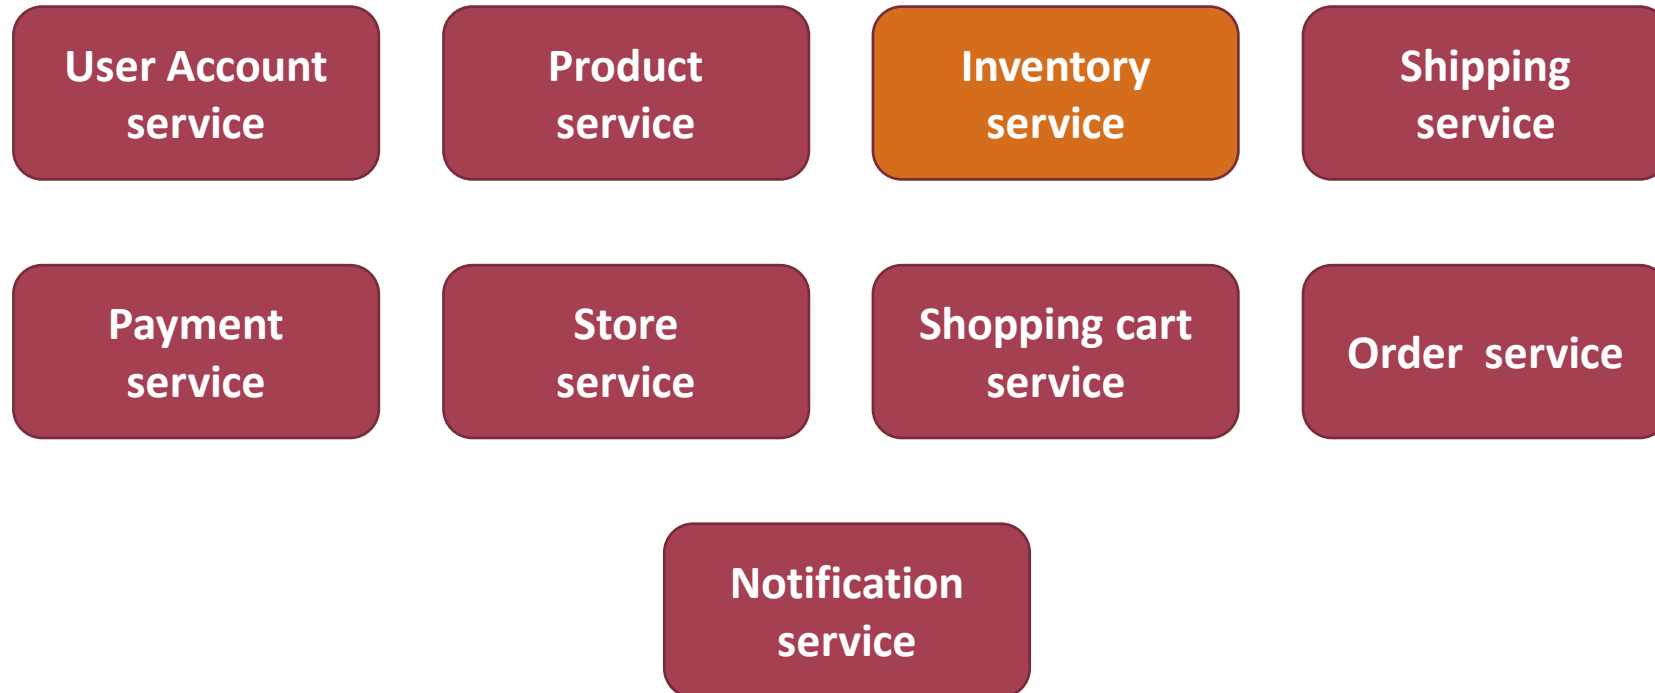 User Account
service
Product
service
Inventory
service
Shipping
service
Payment
service
Store
service
Shopping cart
service
Order  service
Notification
service